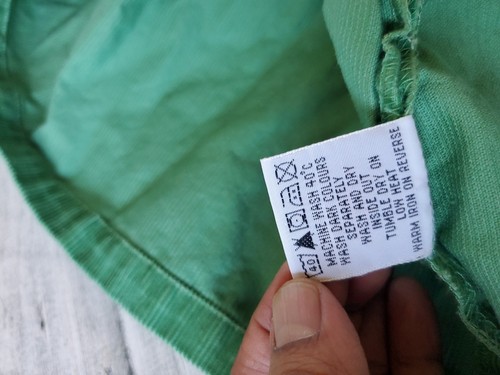 40
MACHINE WASH 40°C
WASH DARK COLOURS
SEPARATELY
WASH AND DRY
INSIDE OUT
TUMBLE DRY ON
LOW HEAT
WARM IRON ON REVERSE